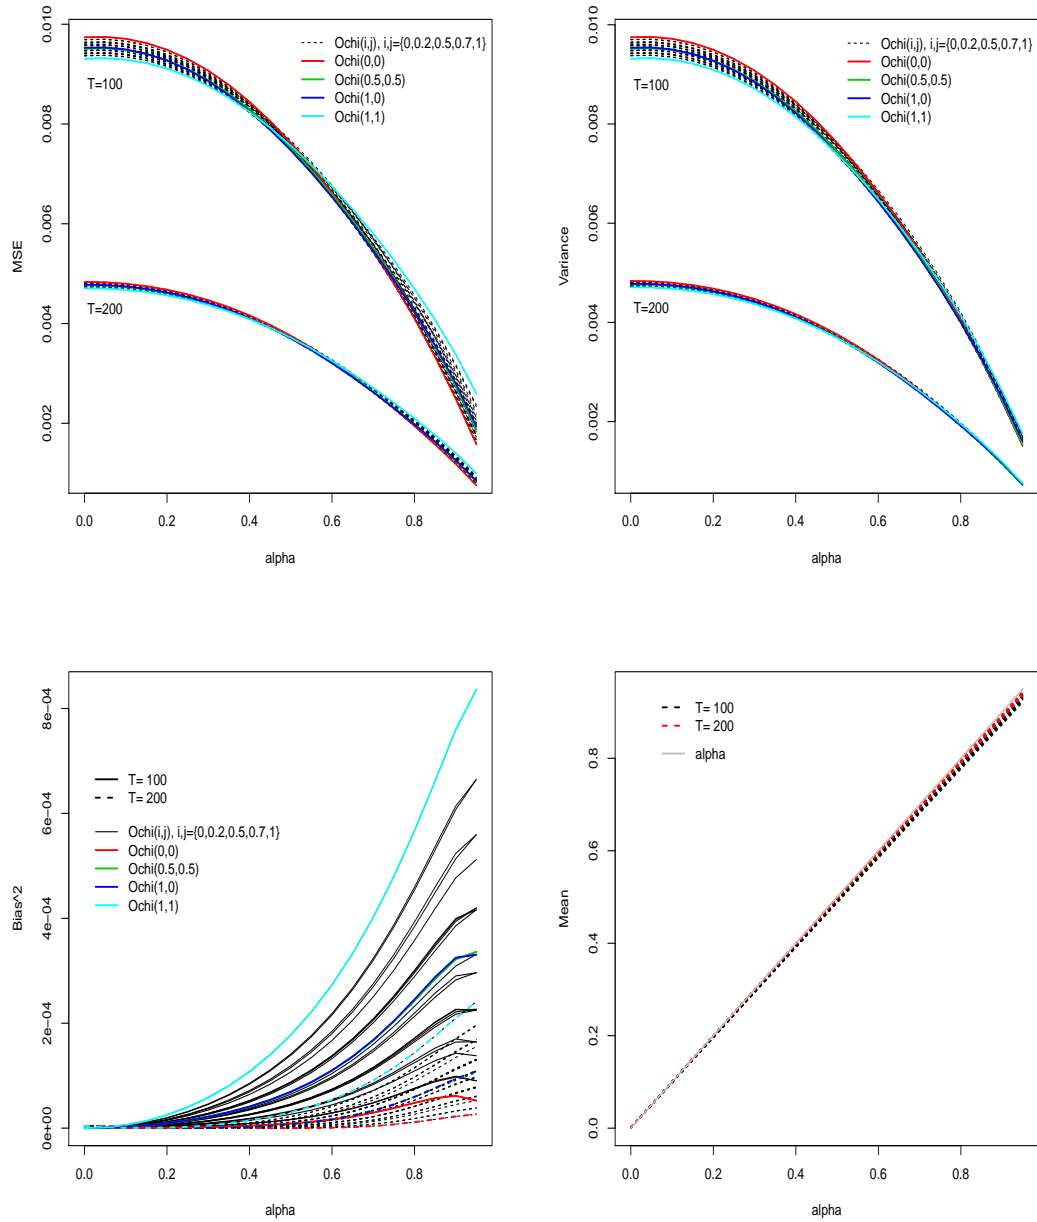 MSE
0.002 0.004 0.006 0.008 0.010
T=100
T=200
Ochi(i,j), i,j={0,0.2,0.5,0.7,1}
Ochi(0,0)
Ochi(0.5,0.5)
Ochi(1,0)
Ochi(1,1)
0.0 0.2 0.4 0.6 0.8
alpha
Variance
0.002 0.004 0.006 0.008 0.010
T=100
T=200
Ochi(i,j), i,j={0,0.2,0.5,0.7,1}
Ochi(0,0)
Ochi(0.5,0.5)
Ochi(1,0)
Ochi(1,1)
0.0 0.2 0.4 0.6 0.8
alpha
Bias^2
0e+00 2e-04 4e-04 6e-04 8e-04
T= 100
T= 200
Ochi(i,j), i,j={0,0.2,0.5,0.7,1}
Ochi(0,0)
Ochi(0.5,0.5)
Ochi(1,0)
Ochi(1,1)
0.0 0.2 0.4 0.6 0.8
alpha
Mean
0.0 0.2 0.4 0.6 0.8
T= 100
T= 200
alpha
0.0 0.2 0.4 0.6 0.8
alpha